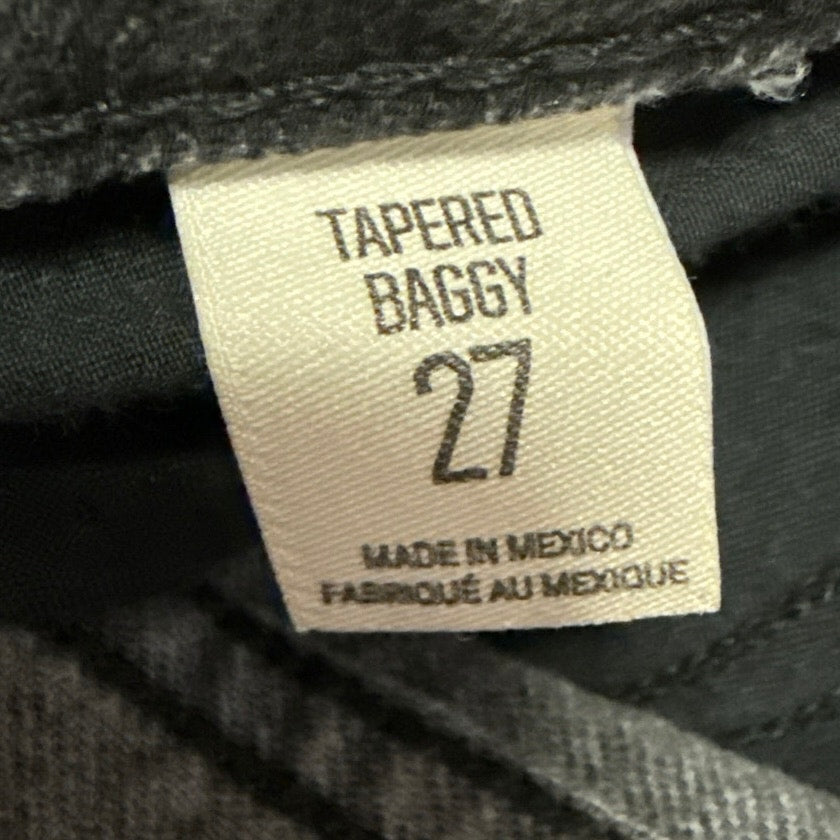 TAPERED
BAGGY
27
MADE IN MEXICO
FABRIQUÉ AU MEXIQUE